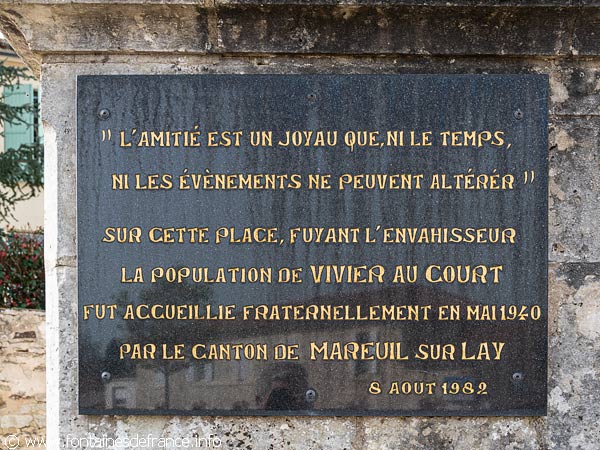 " L'AMITIÉ EST UN JOYAU QUE, NI LE TEMPS,
NI LES ÉVÈNEMENTS NE PEUVENT ALTÉRÉR "
SUR CETTE PLACE, FUYANT L'ENVAHISSEUR
LA POPULATION DE VIVIER AU COURT
FUT ACCUEILLIE FRATERNELLEMENT EN MAI 1940
PAR LE CANTON DE MAREUIL SUR LAY
8 AOUT 1982
© www.fontainesdefrance.info